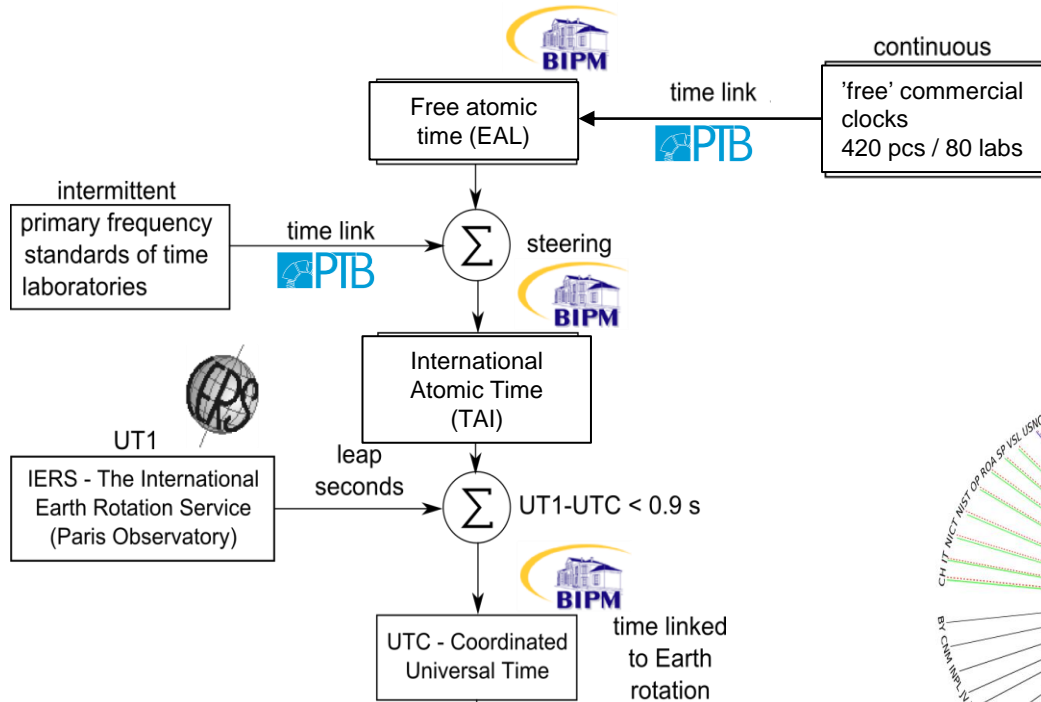 BIPM
continuous
Free atomic
time (EAL)
time link
PTB
'free' commercial
clocks
420 pcs / 80 labs
intermittent
primary frequency
standards of time
laboratories
time link
PTB
Σ
steering
BIPM
International
Atomic Time
(TAI)
IERS
UT1
IERS - The International
Earth Rotation Service
(Paris Observatory)
leap
seconds
Σ
UT1-UTC < 0.9 s
BIPM
UTC - Coordinated
Universal Time
time linked
to Earth
rotation
CH IT NICT NIST OP ROA SP VSL USNO
BY CNM INPL JV